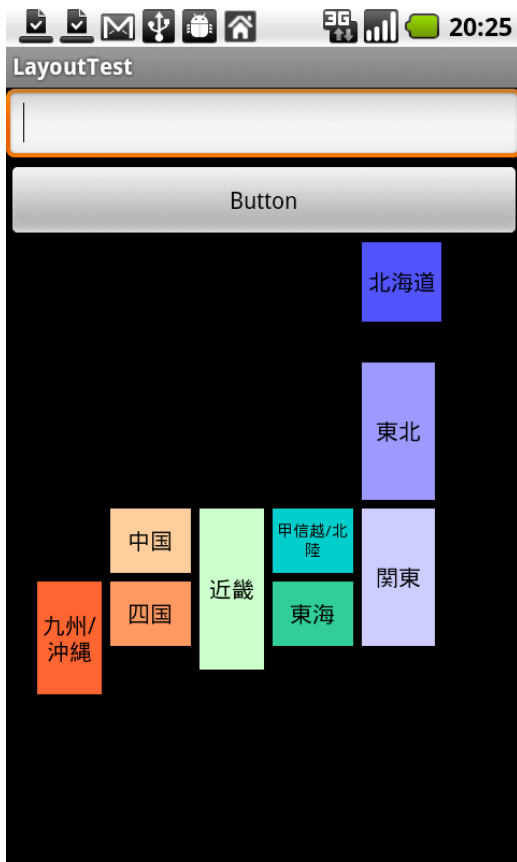 3G 20:25
LayoutTest
Button
北海道
東北
中国
近畿
甲信越/北
陸
関東
四国
東海
九州/
沖縄